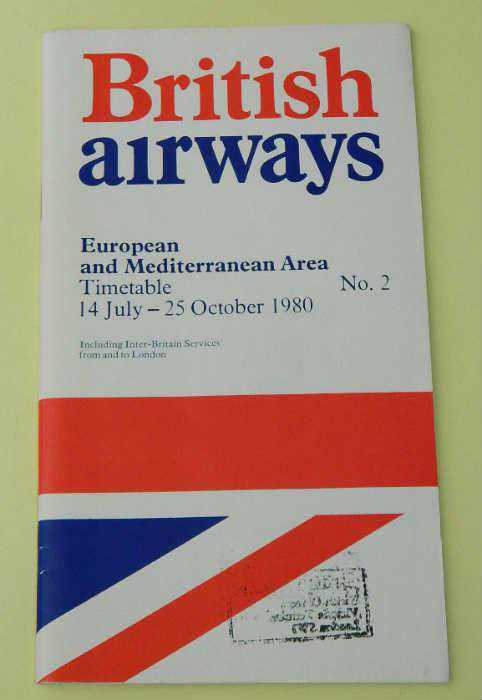 British
airways
European
and Mediterranean Area
Timetable No. 2
14 July – 25 October 1980
Including Inter-Britain Services
from and to London